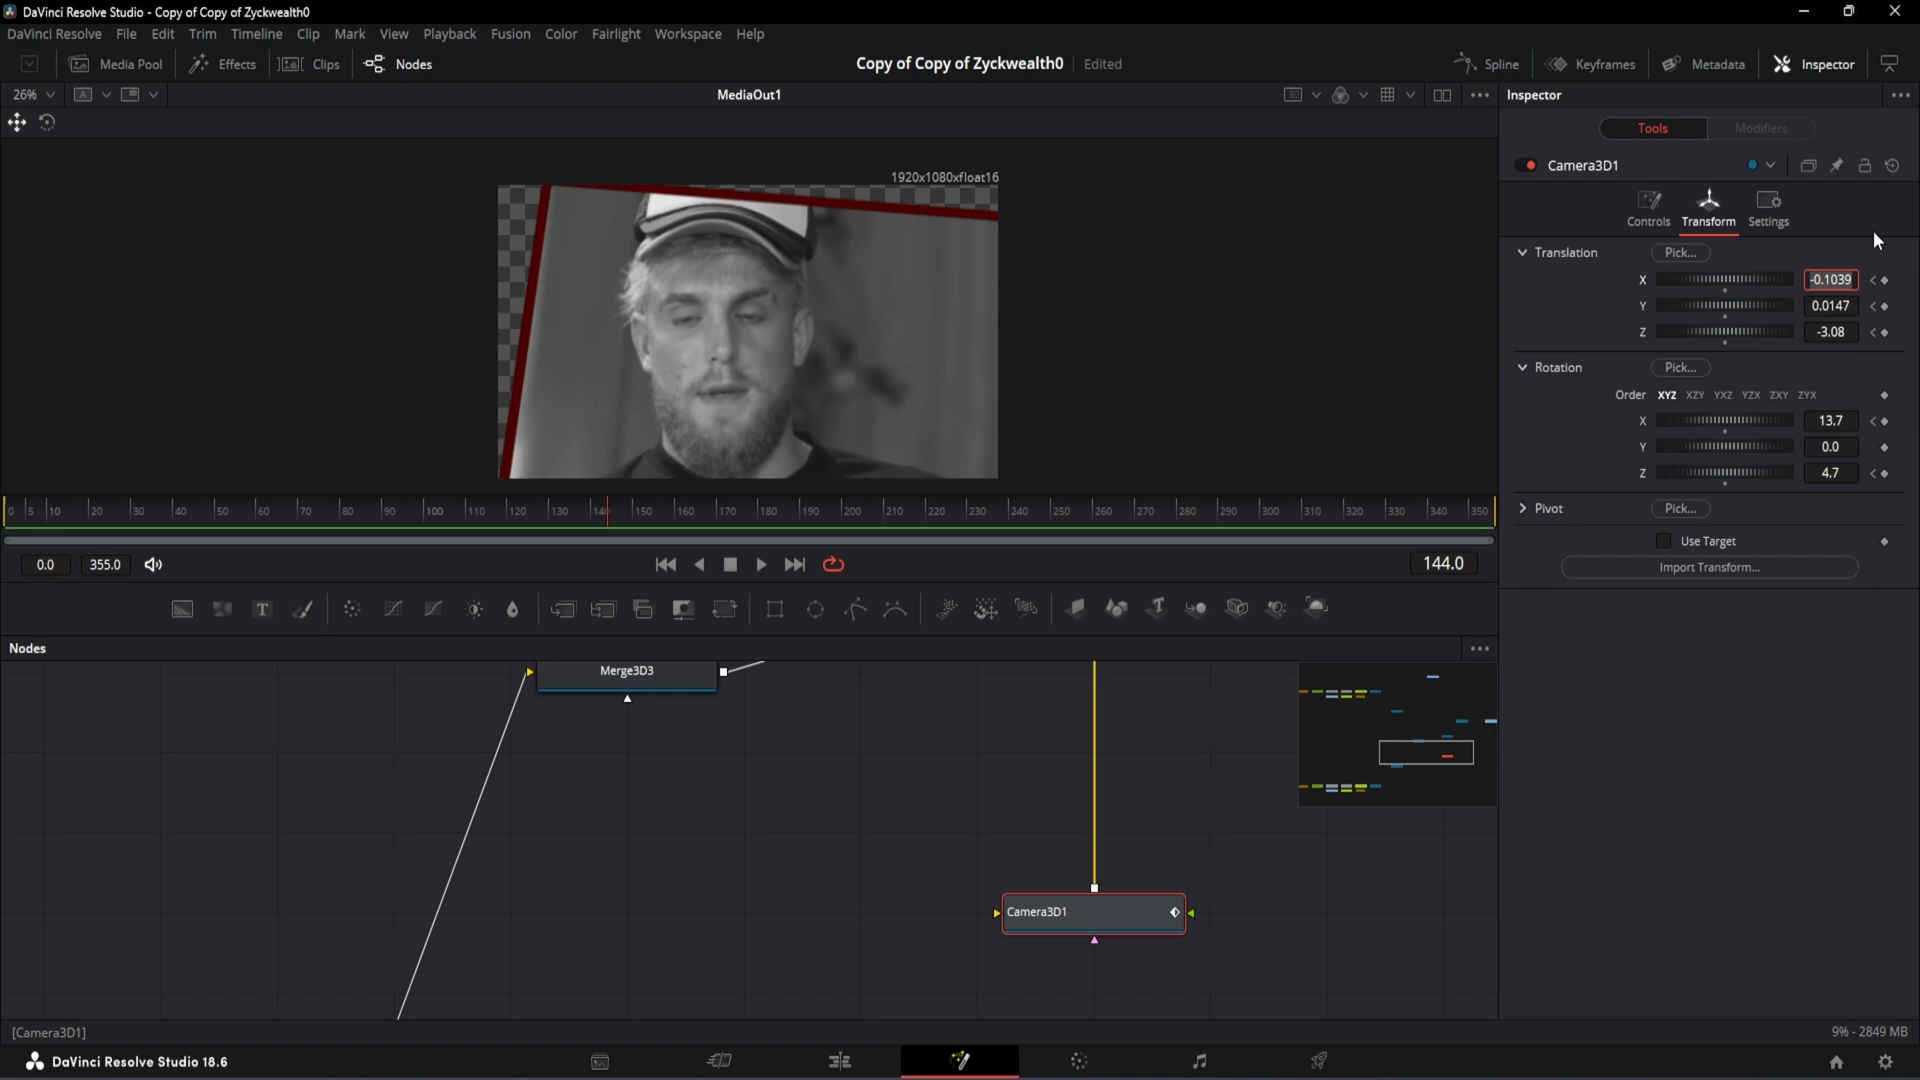 DaVinci Resolve Studio - Copy of Copy of Zyckwealth0
DaVinci Resolve File Edit Trim Timeline Clip Mark View Playback Fusion Color Fairlight Workspace Help
Media Pool Effects Clips Nodes Copy of Copy of Zyckwealth0 Edited Spline Keyframes Metadata Inspector
26% A MediaOut1 Inspector
Tools Modifiers
Camera3D1
1920x1080xfloat16
Controls Transform Settings
Translation Pick...
X -0.1039
Y 0.0147
Z -3.08
Rotation Pick...
Order XYZ XZY YXZ YZX ZXY ZYX
X 13.7
Y 0.0
Z 4.7
Pivot Pick...
Use Target
Import Transform...
0 5 10 20 30 40 50 60 70 80 90 100 110 120 130 140 150 160 170 180 190 200 210 220 230 240 250 260 270 280 290 300 310 320 330 340 350
0.0 355.0 144.0
T
Nodes
Merge3D3
Camera3D1
[Camera3D1] 9% - 2849 MB
DaVinci Resolve Studio 18.6